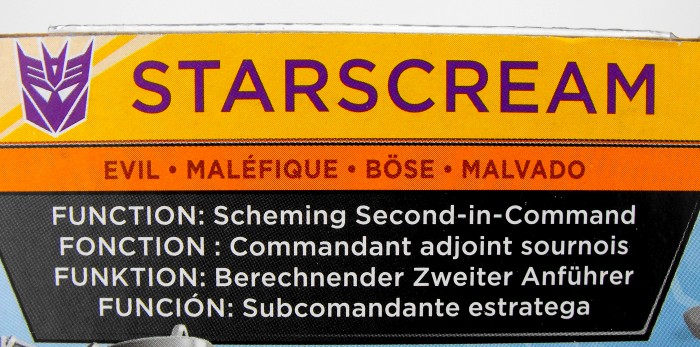 STARSCREAM
EVIL • MALÉFIQUE • BÖSE • MALVADO
FUNCTION: Scheming Second-in-Command
FONCTION : Commandant adjoint sournois
FUNKTION: Berechnender Zweiter Anführer
FUNCIÓN: Subcomandante estratega